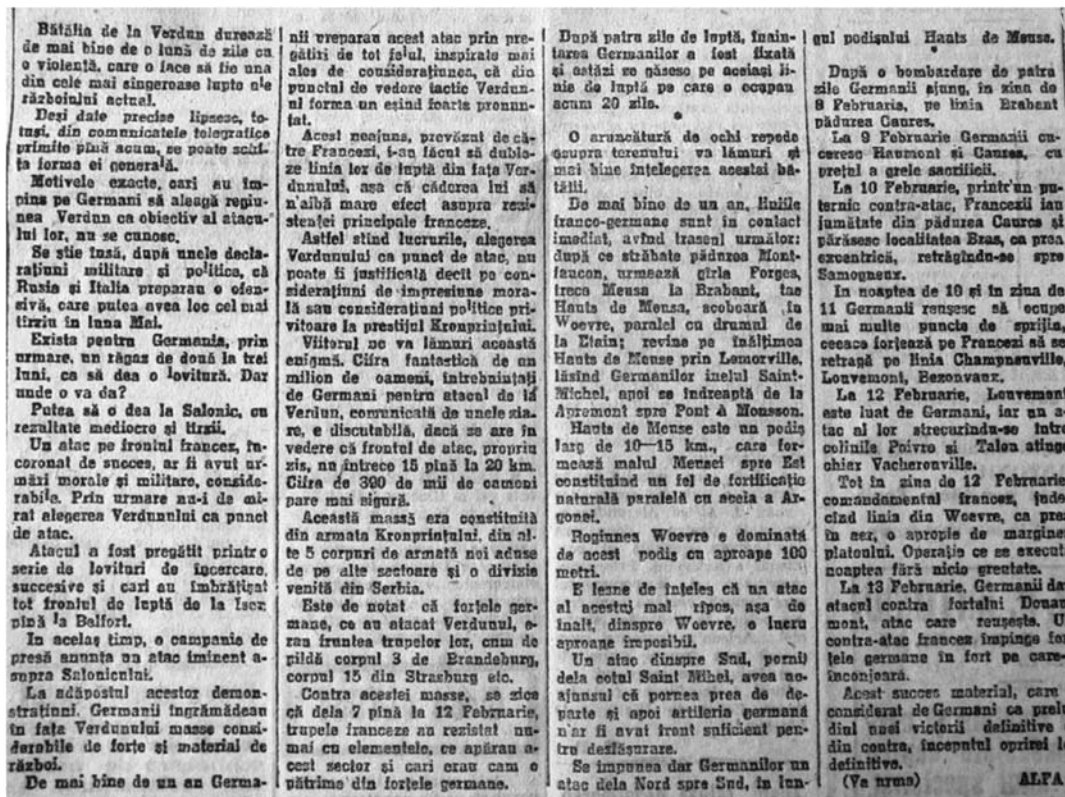 Bătălia de la Verdun durează
de mai bine de o lună de zile cu
o violență, care o face să fie una
din cele mai sîngeroase lupte ale
războiului actual.
Deși date precise lipsesc, to-
tuși, din comunicatele telegrafice
primite pînă acum, se poate schi-
ța forma ei generală.
Motivele exacte, cari au îm-
pins pe Germani să aleagă regiu-
nea Verdun ca obiectiv al atacu-
lui lor, nu se cunosc.
Se știe însă, după unele decla-
rațiuni militare și politice, că
Rusia și Italia preparau o ofen-
sivă, care putea avea loc cel mai
tîrziu în luna Mai.
Exista pentru Germania, prin
urmare, un răgaz de două la trei
luni, ca să dea o lovitură. Dar
unde o va da?
Putea să o dea la Salonic, cu
rezultate mediocre și tîrzii.
Un atac pe frontul francez, în-
coronat de succes, ar fi avut ur-
mări morale și militare, conside-
rabile. Prin urmare nu-i de mi-
rat alegerea Verdunului ca punct
de atac.
Atacul a fost pregătit printr'o
serie de lovituri de încercare,
succesive și cari au îmbrățișat
tot frontul de luptă de la Iser
pînă la Belfort.
In același timp, o campanie de
presă anunța un atac iminent a-
supra Salonicului.
La adăpostul acestor demon-
strațiuni, Germanii îngrămădeau
în fața Verdunului masse consi-
derabile de forțe și material de
război.
De mai bine de un an Germa-
nii preparau acest atac prin pre-
gătiri de tot felul, inspirate mai
ales de considerațiunea, că din
punctul de vedere tactic Verdun-
ul forma un eșind foarte pronun-
țat.
Acest neajuns, prevăzut de că-
tre Francezi, i-au făcut să duble-
ze linia lor de luptă din fața Ver-
dunului, așa că căderea lui să
n'aibă mare efect asupra rezi-
stenței principale franceze.
Astfel stînd lucrurile, alegerea
Verdunului ca punct de atac, nu
poate fi justificată decît pe con-
siderațiuni de impresiune mora-
lă sau considerațiuni politice pri-
vitoare la prestijul Kronprințului.
Viitorul ne va lămuri această
enigmă. Cifra fantastică de un
milion de oameni, întrebuințați
de Germani pentru atacul de la
Verdun, comunicată de unele zia-
re, e discutabilă, dacă se are în
vedere că frontul de atac, propriu
zis, nu întrece 15 pînă la 20 km.
Cifra de 300 de mii de oameni
pare mai sigură.
Această massă era constituită
din armata Kronprințului, din al-
te 5 corpuri de armată noi aduse
de pe alte sectoare și o divizie
venită din Serbia.
Este de notat că forțele ger-
mane, ce au atacat Verdunul, e-
rau fruntea trupelor lor, cum de
pildă corpul 3 de Brandeburg,
corpul 15 din Strasburg etc.
Contra acestei masse, se zice
că dela 7 pînă la 12 Februarie,
trupele franceze au rezistat nu-
mai cu elementele, ce apărau a-
cest sector și cari erau cam o
pătrime din forțele germane.
După patru zile de luptă, înain-
tarea Germanilor a fost fixată
și astăzi se găsesc pe aceiași li-
nie de luptă pe care o ocupau
acum 20 zile.
*
O aruncătură de ochi repede
asupra terenului va lămuri și
mai bine înțelegerea acestei bă-
tălii.
De mai bine de un an, liniile
franco-germane sunt în contact
imediat, avînd traseul următor:
după ce străbate pădurea Mont-
faucon, urmează gîrla Forges,
trece Meusa la Brabant, tae
Hauts de Meusa, scoboară în
Woevre, paralel cu drumul de
la Etain; revine pe înălțimea
Hauts de Meuse prin Lemorville,
lăsînd Germanilor inelul Saint-
Michel, apoi se îndreaptă de la
Apremont spre Pont à Mousson.
Hauts de Meuse este un podiș
larg de 10—15 km., care for-
mează malul Meusei spre Est
constituind un fel de fortificație
naturală paralelă cu aceia a Ar-
gonei.
Regiunea Woevre e dominată
de acest podiș cu aproape 100
metri.
E lesne de înțeles că un atac
al acestui mal rîpos, așa de
înalt, dinspre Woevre, e lucru
aproape imposibil.
Un atac dinspre Sud, pornit
dela cotul Saint Mihel, avea ne-
ajunsul că pornea prea de de-
parte și apoi artileria germană
n'ar fi avut front suficient pen-
tru desfășurare.
Se impunea dar Germanilor un
atac dela Nord spre Sud, în lun-
gul podișului Hauts de Meuse.
*
După o bombardare de patru
zile Germanii ajung, în ziua de
8 Februarie, pe linia Brabant
pădurea Caures.
La 9 Februarie Germanii cu-
ceresc Haumont și Caures, cu
prețul a grele sacrificii.
La 10 Februarie, printr'un pu-
ternic contra-atac, Francezii iau
jumătate din pădurea Caures și
părăsesc localitatea Bras, ca prea
excentrică, retrăgîndu-se spre
Samogneux.
In noaptea de 10 și în ziua de
11 Germanii reușesc să ocupe
mai multe puncte de sprijin,
ceeace forțează pe Francezi să se
retragă pe linia Champneuville,
Louvemont, Bezonvaux.
La 12 Februarie, Louvemont
este luat de Germani, iar un a-
tac al lor strecurîndu-se între
colinile Poivre și Talon atinge
chiar Vacherouville.
Tot în ziua de 12 Februarie
comandamentul francez, jude-
cînd linia din Woevre, ca prea
în aer, o apropie de marginea
platoului. Operație ce se execut
noaptea fără nicio greutate.
La 13 Februarie, Germanii dau
atacul contra fortului Douau
mont, atac care reușește. U
contra-atac francez împinge for
țele germane în fort pe care-
înconjoară.
Acest succes material, care
considerat de Germani ca prelu
diul unei victorii definitive
din contra, începutul opririi l
definitive.
(Va urma) ALFA